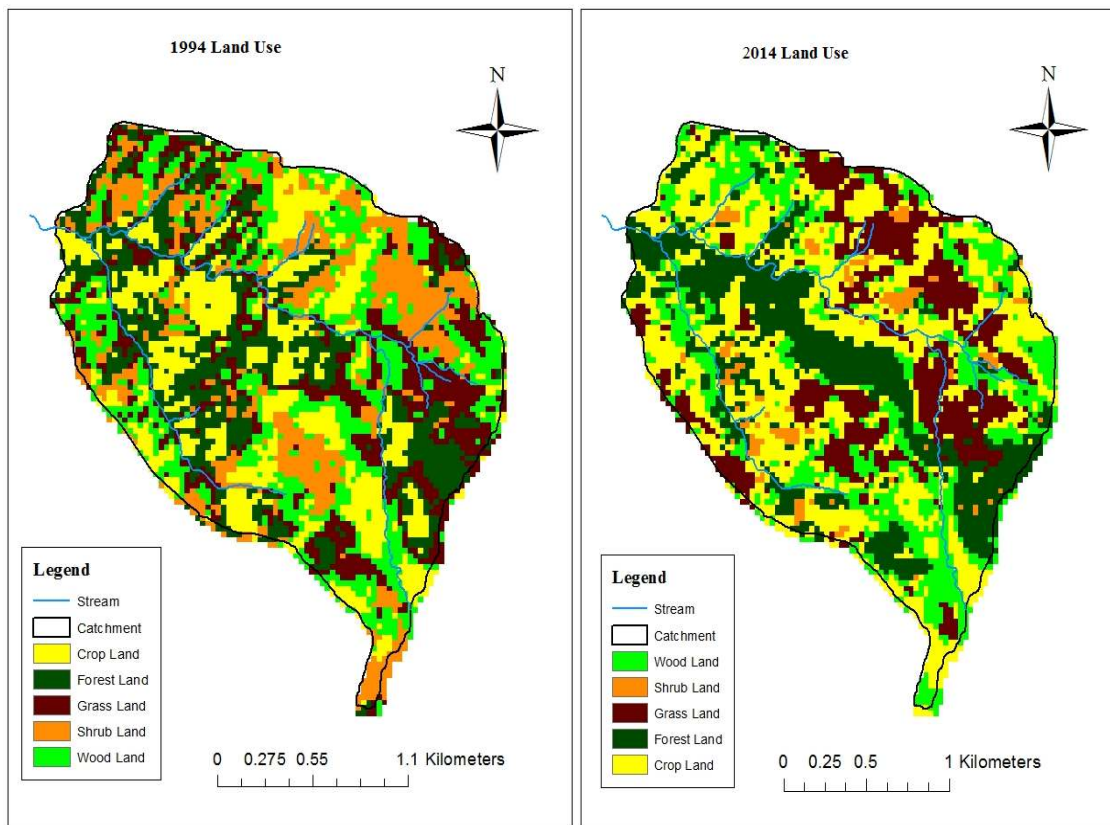 1994 Land Use
N
Legend
Stream
Catchment
Crop Land
Forest Land
Grass Land
Shrub Land
Wood Land
0 0.275 0.55 1.1 Kilometers
2014 Land Use
N
Legend
Stream
Catchment
Wood Land
Shrub Land
Grass Land
Forest Land
Crop Land
0 0.25 0.5 1 Kilometers